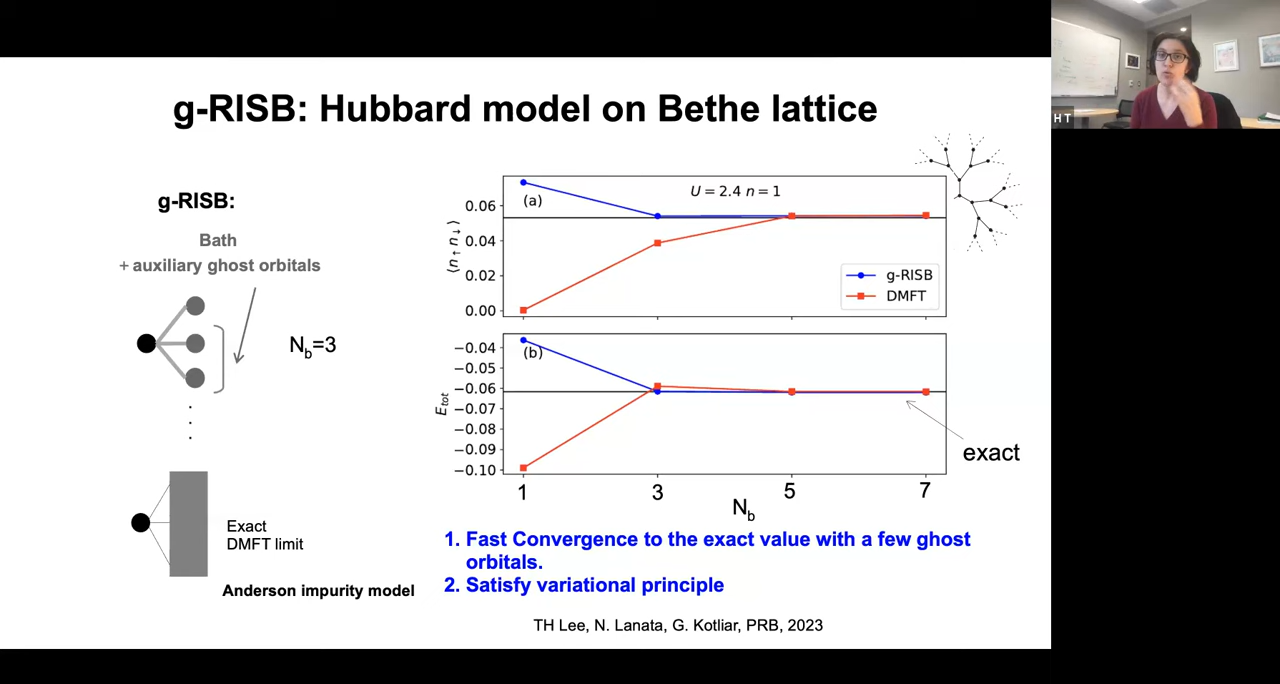 g-RISB: Hubbard model on Bethe lattice
g-RISB:
Bath
+ auxiliary ghost orbitals
N_b=3
Exact
DMFT limit
Anderson impurity model
(a)
U = 2.4 n = 1
⟨n↑ n↓⟩
0.06
0.04
0.02
0.00
g-RISB
DMFT
(b)
E_tot
−0.04
−0.05
−0.06
−0.07
−0.08
−0.09
−0.10
1 3 5 7
N_b
exact
1. Fast Convergence to the exact value with a few ghost
orbitals.
2. Satisfy variational principle
TH Lee, N. Lanata, G. Kotliar, PRB, 2023
H T